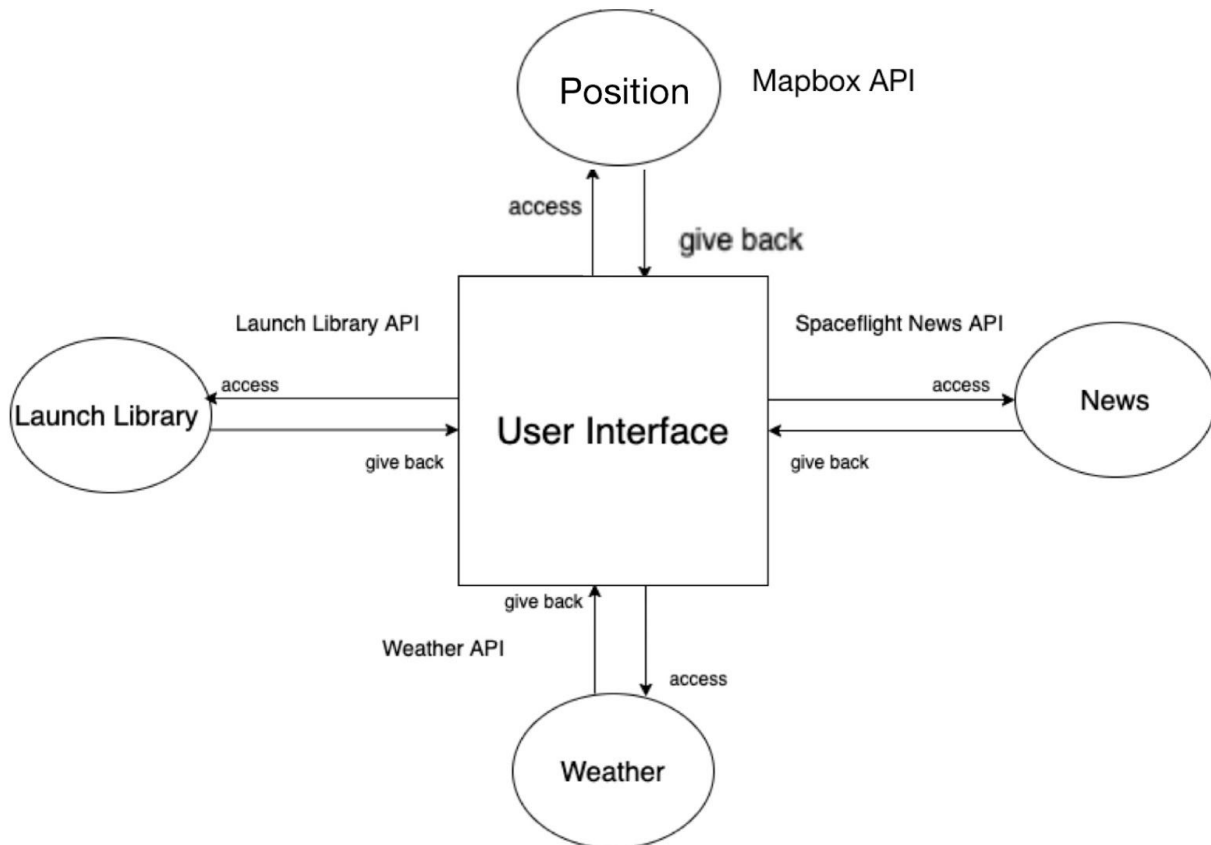 Position
Mapbox API
access
give back
Launch Library API
Spaceflight News API
access
access
Launch Library
User Interface
News
give back
give back
give back
Weather API
access
Weather